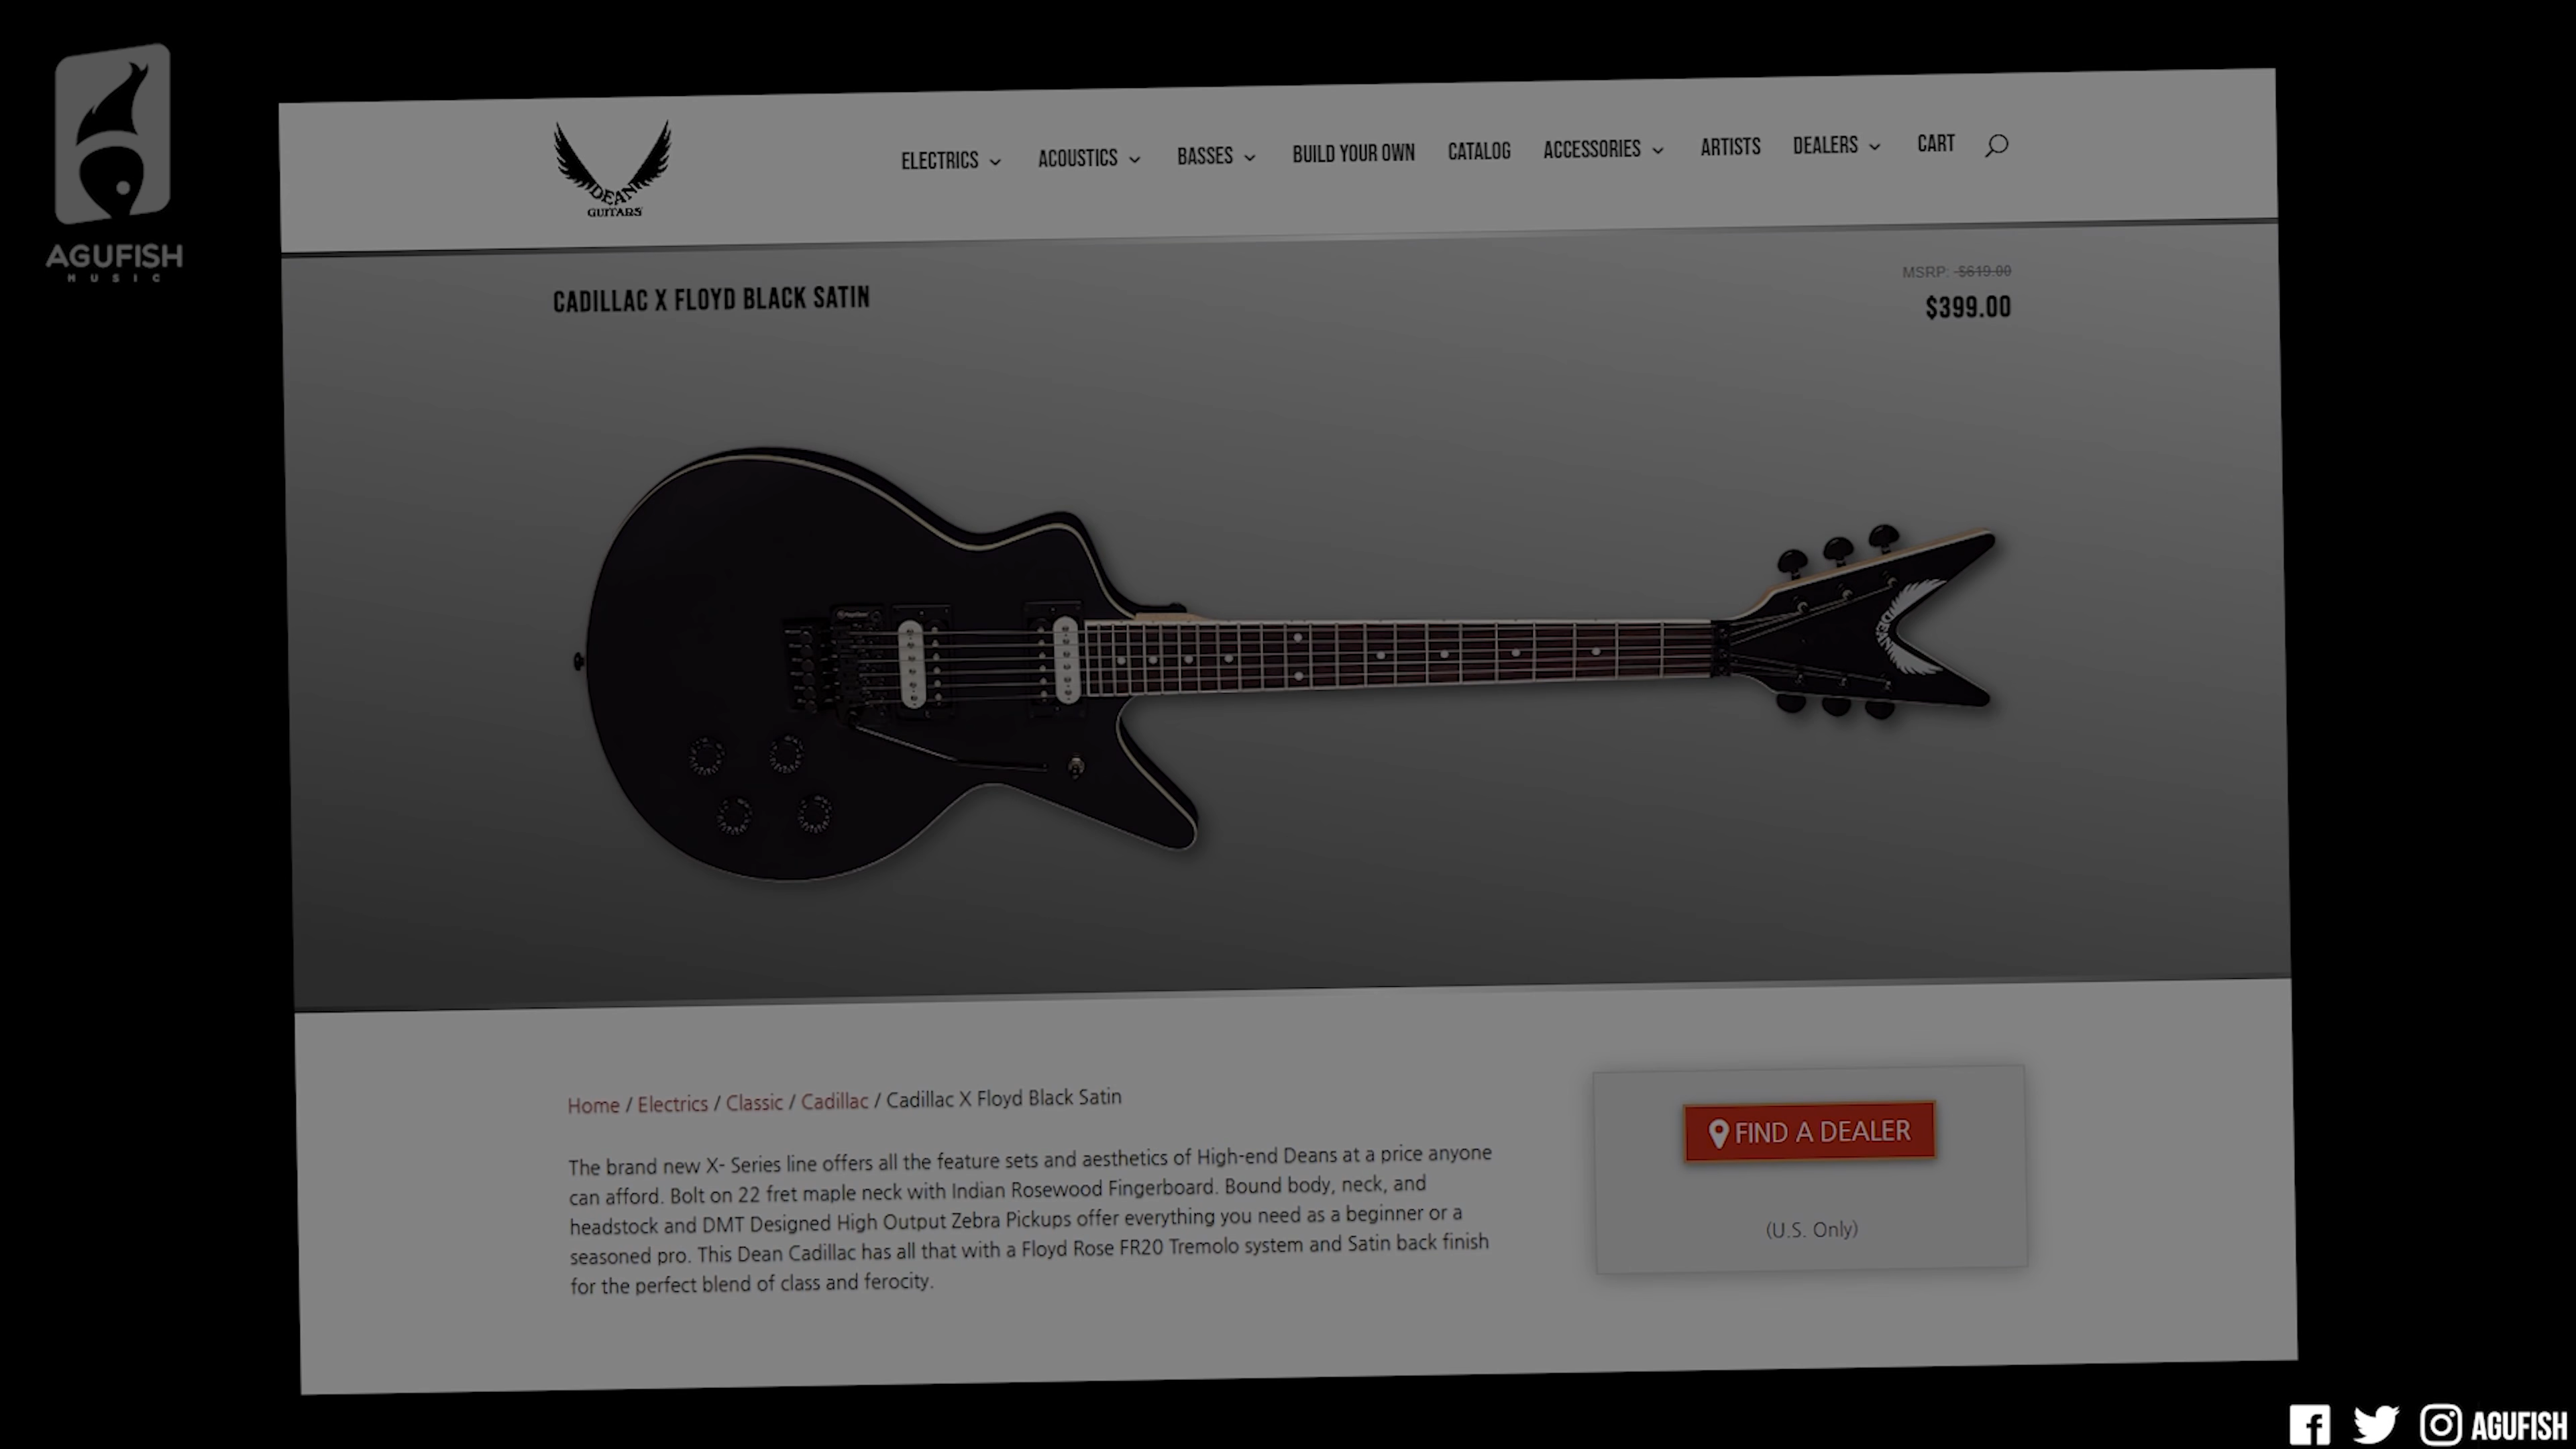 AGUFISH
MUSIC
DEAN
GUITARS
ELECTRICS
ACOUSTICS
BASSES
BUILD YOUR OWN
CATALOG
ACCESSORIES
ARTISTS
DEALERS
CART
CADILLAC X FLOYD BLACK SATIN
MSRP: $619.00
$399.00
DEAN
Home / Electrics / Classic / Cadillac / Cadillac X Floyd Black Satin
The brand new X- Series line offers all the feature sets and aesthetics of High-end Deans at a price anyone
can afford. Bolt on 22 fret maple neck with Indian Rosewood Fingerboard. Bound body, neck, and
headstock and DMT Designed High Output Zebra Pickups offer everything you need as a beginner or a
seasoned pro. This Dean Cadillac has all that with a Floyd Rose FR20 Tremolo system and Satin back finish
for the perfect blend of class and ferocity.
FIND A DEALER
(U.S. Only)
AGUFISH